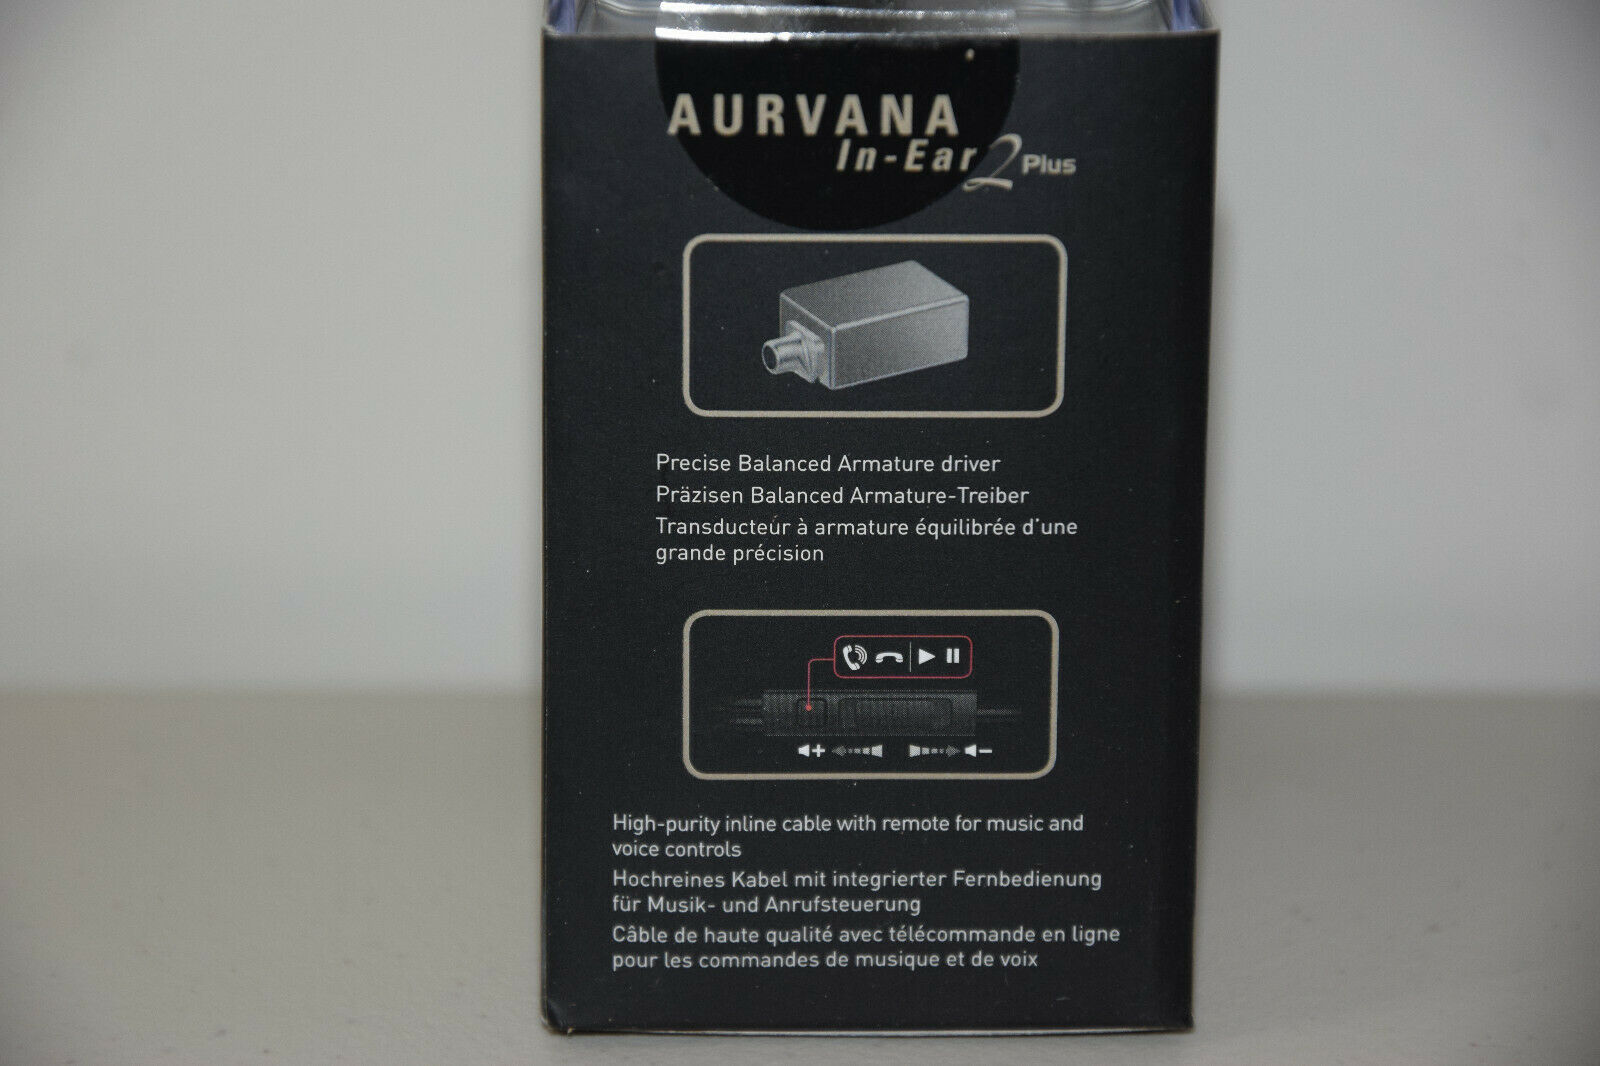 AURVANA
In-Ear 2 Plus
Precise Balanced Armature driver
Präzisen Balanced Armature-Treiber
Transducteur à armature équilibrée d'une
grande précision
High-purity inline cable with remote for music and
voice controls
Hochreines Kabel mit integrierter Fernbedienung
für Musik- und Anrufsteuerung
Câble de haute qualité avec télécommande en ligne
pour les commandes de musique et de voix